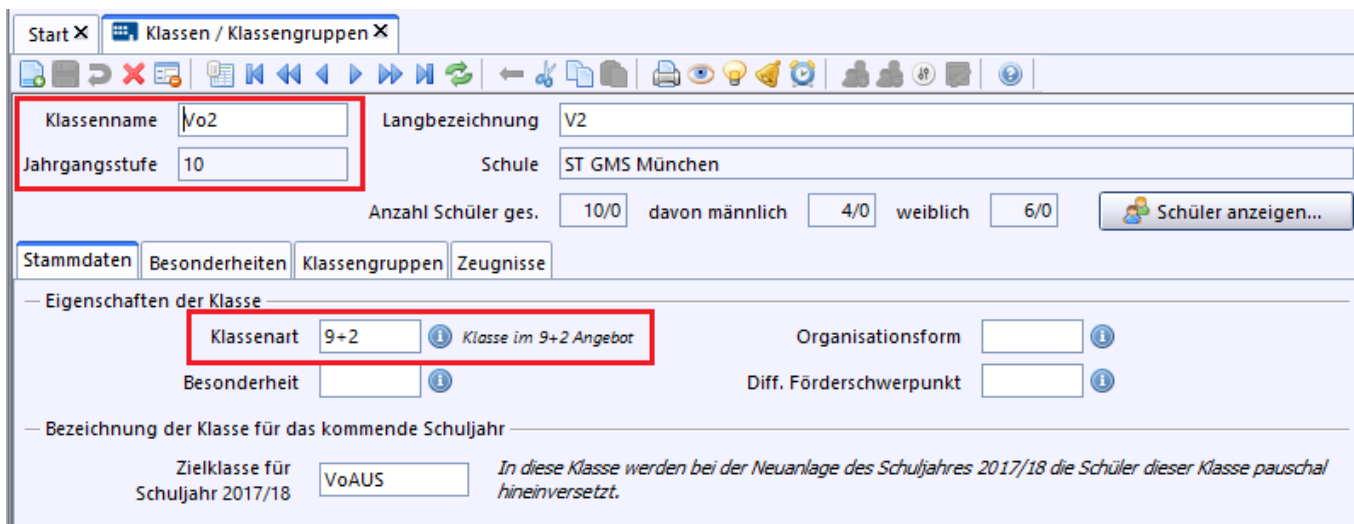 Start Klassen / Klassengruppen
Klassenname Vo2 Langbezeichnung V2
Jahrgangsstufe 10 Schule ST GMS München
Anzahl Schüler ges. 10/0 davon männlich 4/0 weiblich 6/0 Schüler anzeigen...
Stammdaten Besonderheiten Klassengruppen Zeugnisse
Eigenschaften der Klasse
Klassenart 9+2 Klasse im 9+2 Angebot Organisationsform
Besonderheit Diff. Förderschwerpunkt
Bezeichnung der Klasse für das kommende Schuljahr
Zielklasse für
Schuljahr 2017/18 VoAUS
In diese Klasse werden bei der Neuanlage des Schuljahres 2017/18 die Schüler dieser Klasse pauschal
hineinversetzt.